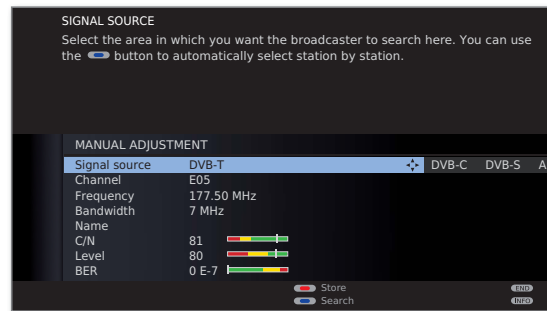 SIGNAL SOURCE
Select the area in which you want the broadcaster to search here. You can use
the button to automatically select station by station.
MANUAL ADJUSTMENT
Signal source DVB-T DVB-C DVB-S A
Channel E05
Frequency 177.50 MHz
Bandwidth 7 MHz
Name
C/N 81
Level 80
BER 0 E-7
Store END
Search INFO